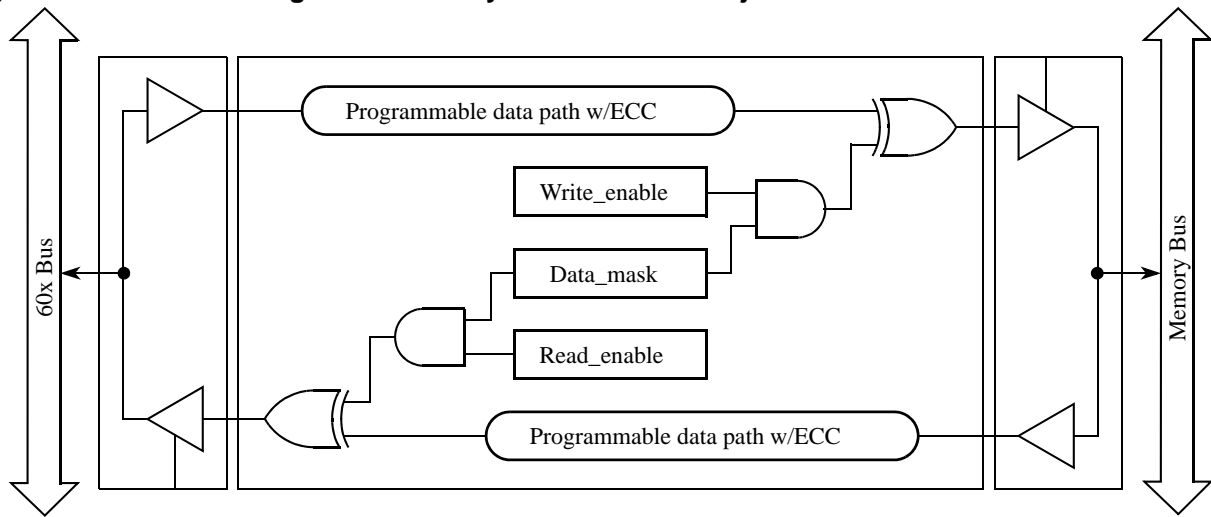 Programmable data path w/ECC
Write_enable
60x Bus
Data_mask
Memory Bus
Read_enable
Programmable data path w/ECC